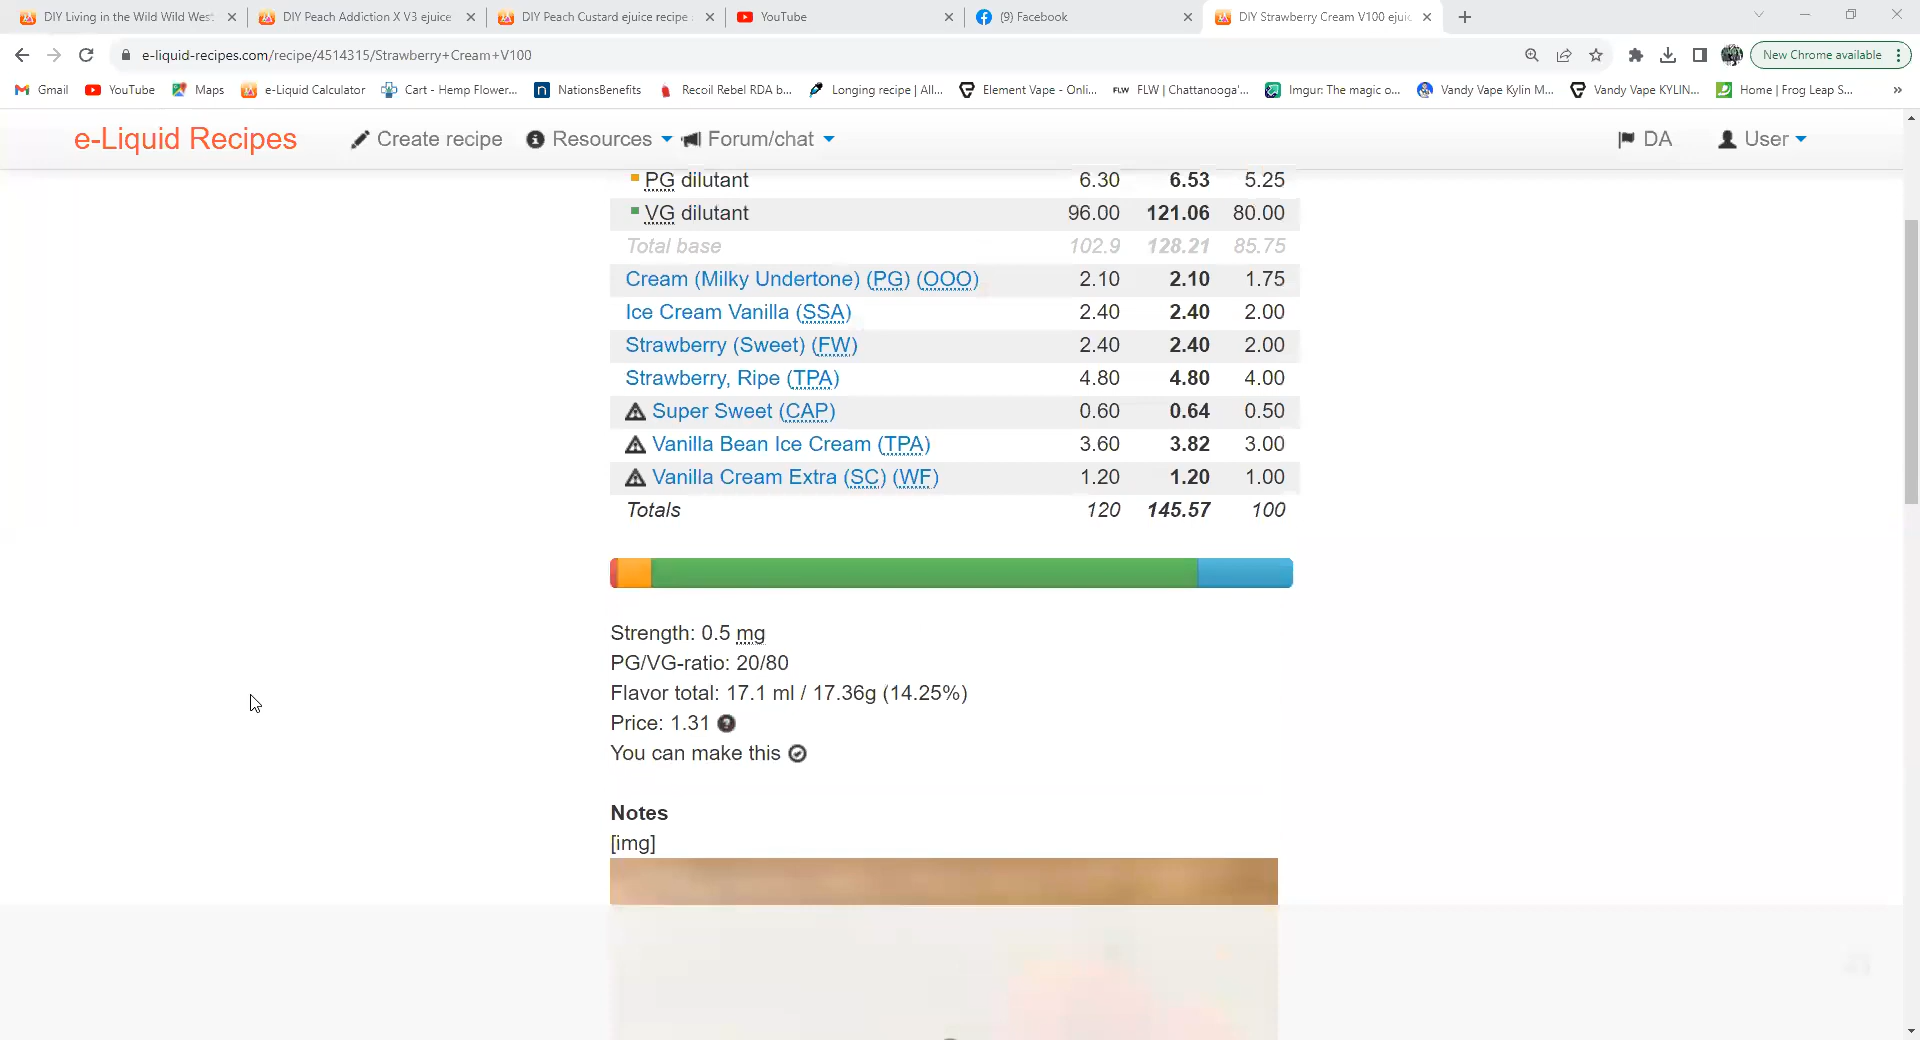 DIY Living in the Wild Wild West
DIY Peach Addiction X V3 ejuice
DIY Peach Custard ejuice recipe
YouTube
(9) Facebook
DIY Strawberry Cream V100 ejuic
e-liquid-recipes.com/recipe/4514315/Strawberry+Cream+V100
New Chrome available
Gmail
YouTube
Maps
e-Liquid Calculator
Cart - Hemp Flower...
NationsBenefits
Recoil Rebel RDA b...
Longing recipe | All...
Element Vape - Onli...
FLW FLW | Chattanooga'...
Imgur: The magic o...
Vandy Vape Kylin M...
Vandy Vape KYLIN...
Home | Frog Leap S...
»
e-Liquid Recipes
Create recipe
Resources
Forum/chat
DA
User
PG dilutant 6.30 6.53 5.25
VG dilutant 96.00 121.06 80.00
Total base 102.9 128.21 85.75
Cream (Milky Undertone) (PG) (OOO) 2.10 2.10 1.75
Ice Cream Vanilla (SSA) 2.40 2.40 2.00
Strawberry (Sweet) (FW) 2.40 2.40 2.00
Strawberry, Ripe (TPA) 4.80 4.80 4.00
Super Sweet (CAP) 0.60 0.64 0.50
Vanilla Bean Ice Cream (TPA) 3.60 3.82 3.00
Vanilla Cream Extra (SC) (WF) 1.20 1.20 1.00
Totals 120 145.57 100
Strength: 0.5 mg
PG/VG-ratio: 20/80
Flavor total: 17.1 ml / 17.36g (14.25%)
Price: 1.31
You can make this
Notes
[img]